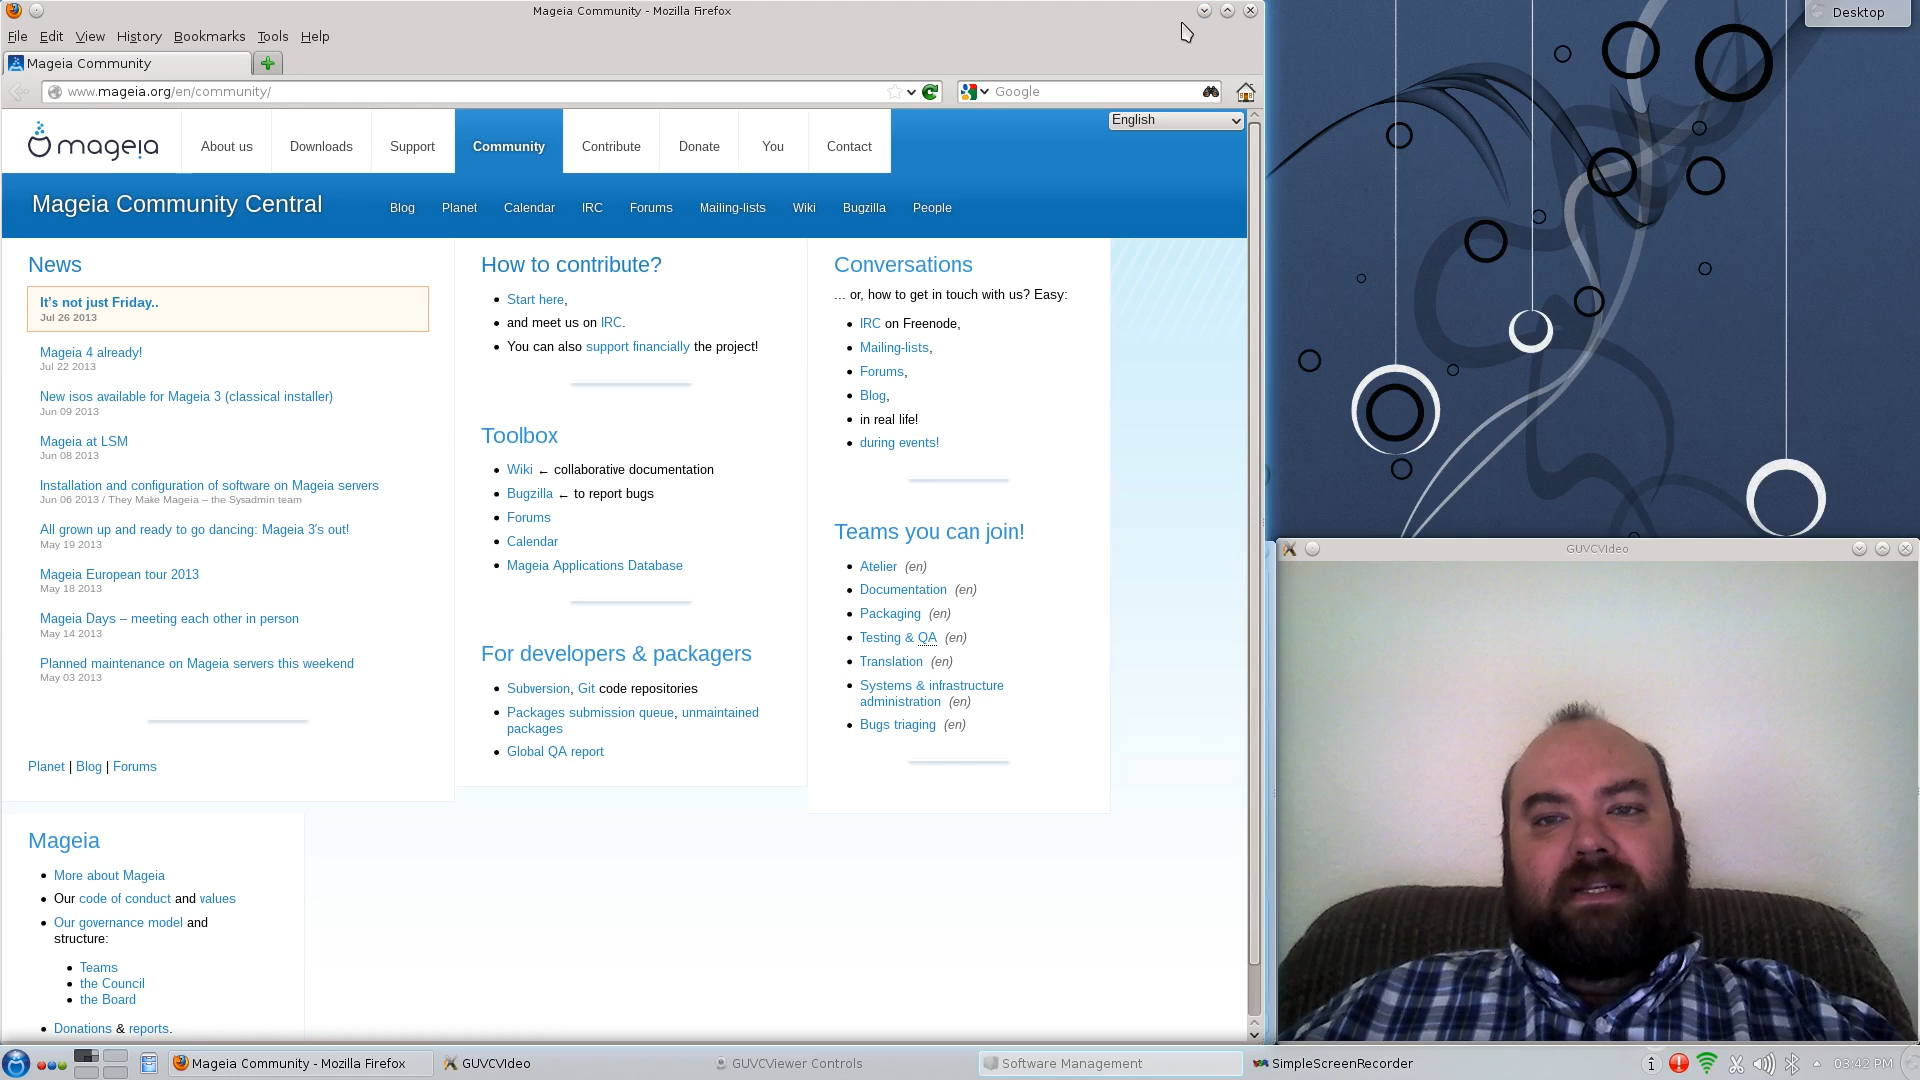 Mageia Community - Mozilla Firefox
File Edit View History Bookmarks Tools Help
Mageia Community
www.mageia.org/en/community/
Google
mageia
About us Downloads Support Community Contribute Donate You Contact
English
Mageia Community Central
Blog Planet Calendar IRC Forums Mailing-lists Wiki Bugzilla People
News
It's not just Friday..
Jul 26 2013
Mageia 4 already!
Jul 22 2013
New isos available for Mageia 3 (classical installer)
Jun 09 2013
Mageia at LSM
Jun 08 2013
Installation and configuration of software on Mageia servers
Jun 06 2013 / They Make Mageia – the Sysadmin team
All grown up and ready to go dancing: Mageia 3's out!
May 19 2013
Mageia European tour 2013
May 18 2013
Mageia Days – meeting each other in person
May 14 2013
Planned maintenance on Mageia servers this weekend
May 03 2013
Planet | Blog | Forums
How to contribute?
Start here,
and meet us on IRC.
You can also support financially the project!
Toolbox
Wiki ← collaborative documentation
Bugzilla ← to report bugs
Forums
Calendar
Mageia Applications Database
For developers & packagers
Subversion, Git code repositories
Packages submission queue, unmaintained
packages
Global QA report
Conversations
... or, how to get in touch with us? Easy:
IRC on Freenode,
Mailing-lists,
Forums,
Blog,
in real life!
during events!
Teams you can join!
Atelier (en)
Documentation (en)
Packaging (en)
Testing & QA (en)
Translation (en)
Systems & infrastructure
administration (en)
Bugs triaging (en)
Mageia
More about Mageia
Our code of conduct and values
Our governance model and
structure:
Teams
the Council
the Board
Donations & reports.
Desktop
GUVCVideo
Mageia Community - Mozilla Firefox
GUVCVideo
GUVCViewer Controls
Software Management
SimpleScreenRecorder
03:42 PM